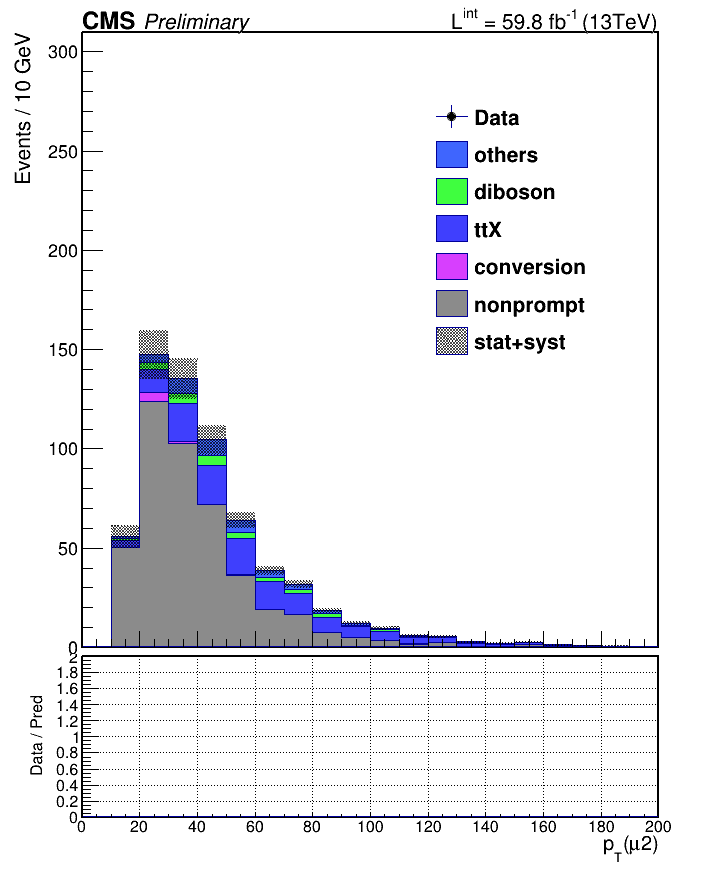 CMS Preliminary L^int = 59.8 fb^-1 (13TeV)
Events / 10 GeV
300
250
200
150
100
50
0
Data
others
diboson
ttX
conversion
nonprompt
stat+syst
Data / Pred
2
1.8
1.6
1.4
1.2
1
0.8
0.6
0.4
0.2
0
0 20 40 60 80 100 120 140 160 180 200
p_T(μ2)